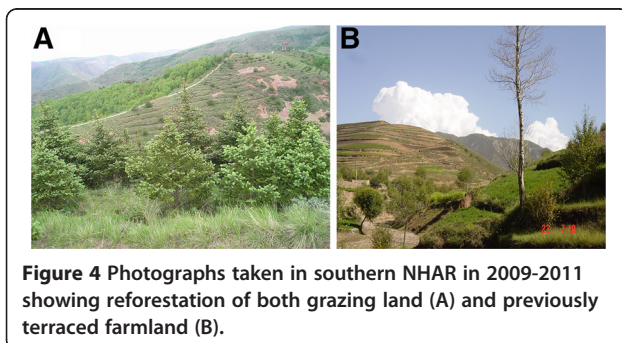 A
B
Figure 4 Photographs taken in southern NHAR in 2009-2011
showing reforestation of both grazing land (A) and previously
terraced farmland (B).